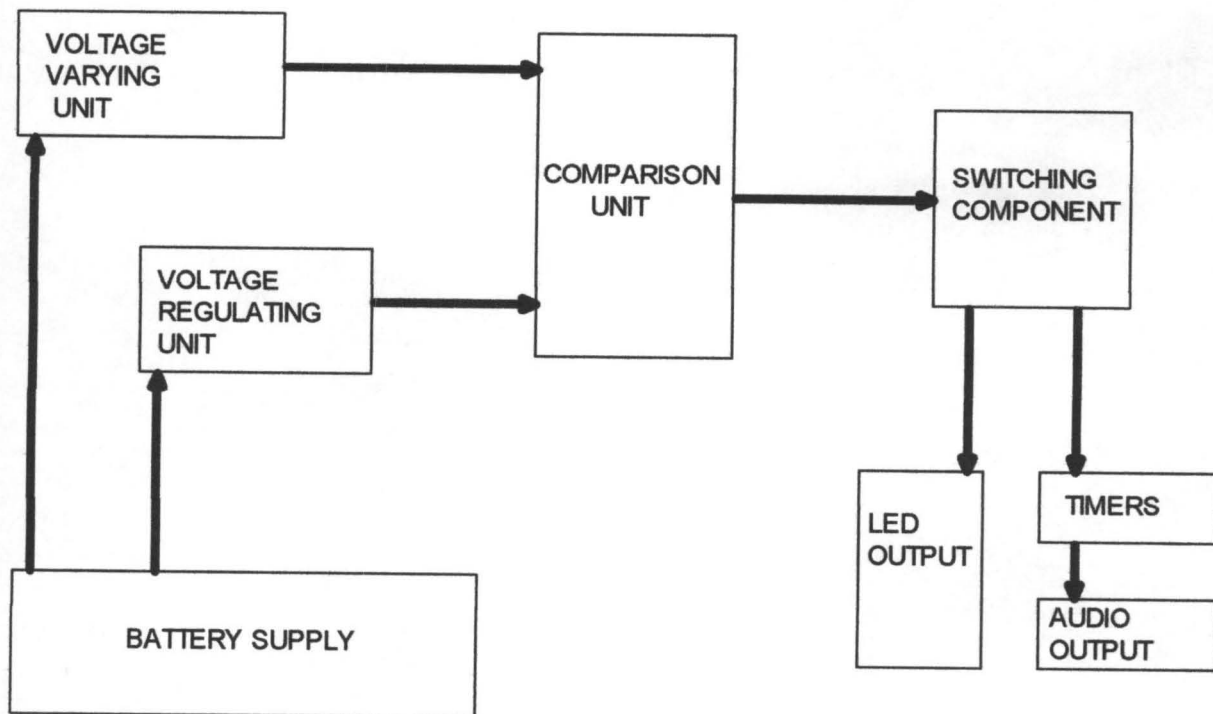 VOLTAGE
VARYING
UNIT
COMPARISON
UNIT
SWITCHING
COMPONENT
VOLTAGE
REGULATING
UNIT
LED
OUTPUT
TIMERS
AUDIO
OUTPUT
BATTERY SUPPLY